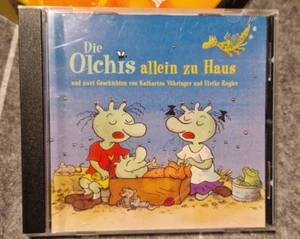 Die
Olchis allein zu Haus
und zwei Geschichten von Katharina Vöhringer und Ulrike Rogler